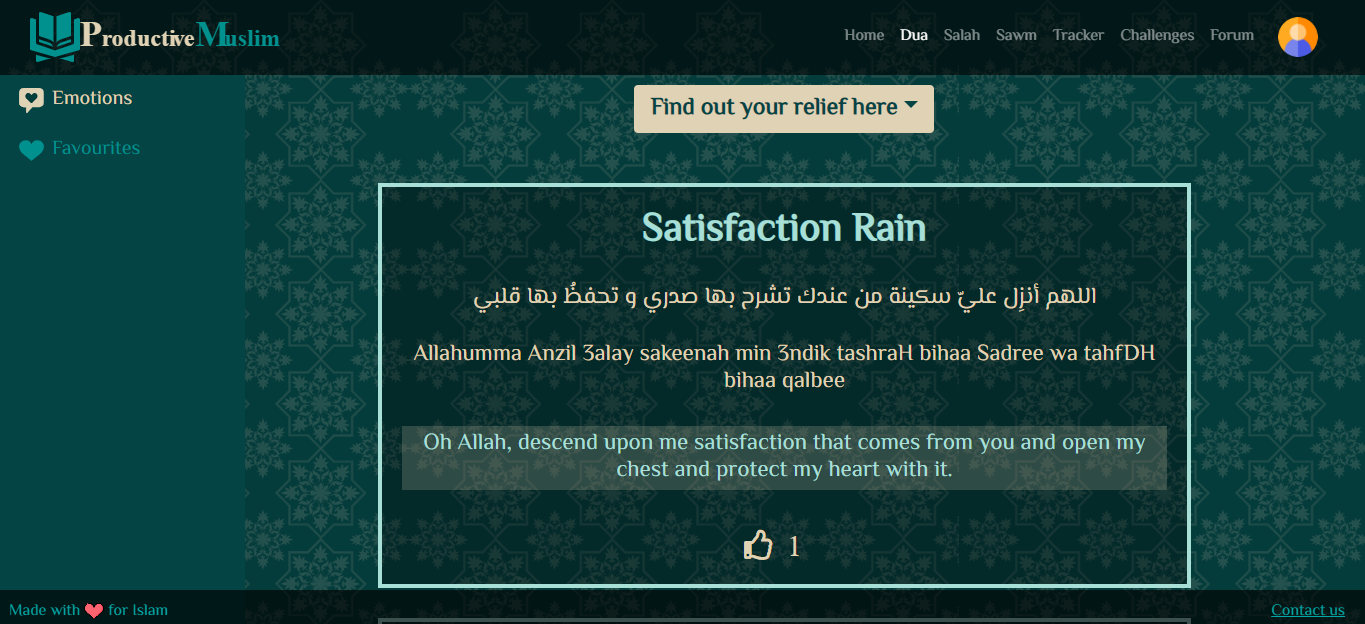 ProductiveMuslim
Home Dua Salah Sawm Tracker Challenges Forum
Emotions
Favourites
Find out your relief here
Satisfaction Rain
اللهم أنزِل عليّ سكينة من عندك تشرح بها صدري و تحفظُ بها قلبي
Allahumma Anzil 3alay sakeenah min 3ndik tashraH bihaa Sadree wa tahfDH
bihaa qalbee
Oh Allah, descend upon me satisfaction that comes from you and open my
chest and protect my heart with it.
1
Made with ❤ for Islam
Contact us